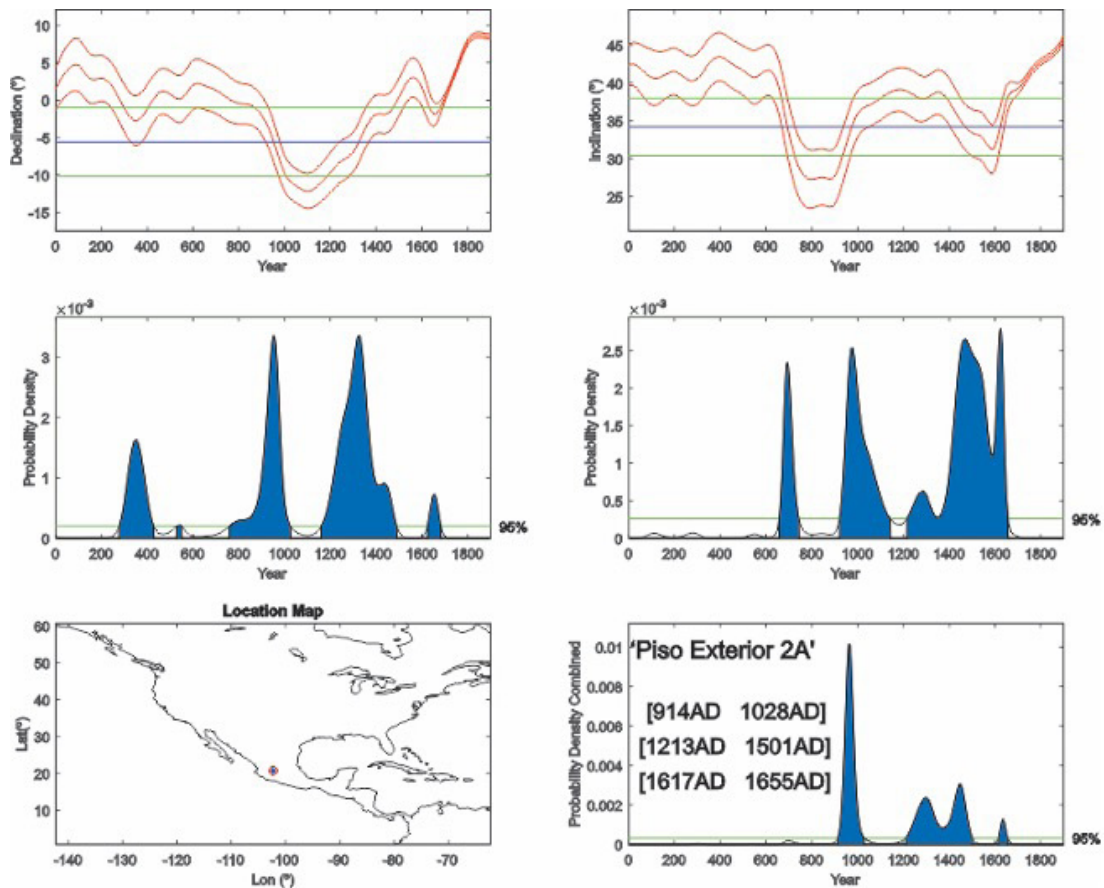 10
5
0
-5
-10
-15
Declination (º)
0 200 400 600 800 1000 1200 1400 1600 1800
Year
45
40
35
30
25
Inclination (º)
0 200 400 600 800 1000 1200 1400 1600 1800
Year
×10-3
3
2
1
0
Probability Density
95%
0 200 400 600 800 1000 1200 1400 1600 1800
Year
×10-3
2.5
2
1.5
1
0.5
0
Probability Density
95%
0 200 400 600 800 1000 1200 1400 1600 1800
Year
Location Map
60
50
40
30
20
10
Lat(º)
-140 -130 -120 -110 -100 -90 -80 -70
Lon (º)
0.01
0.008
0.006
0.004
0.002
0
Probability Density Combined
'Piso Exterior 2A'
[914AD 1028AD]
[1213AD 1501AD]
[1617AD 1655AD]
95%
0 200 400 600 800 1000 1200 1400 1600 1800
Year